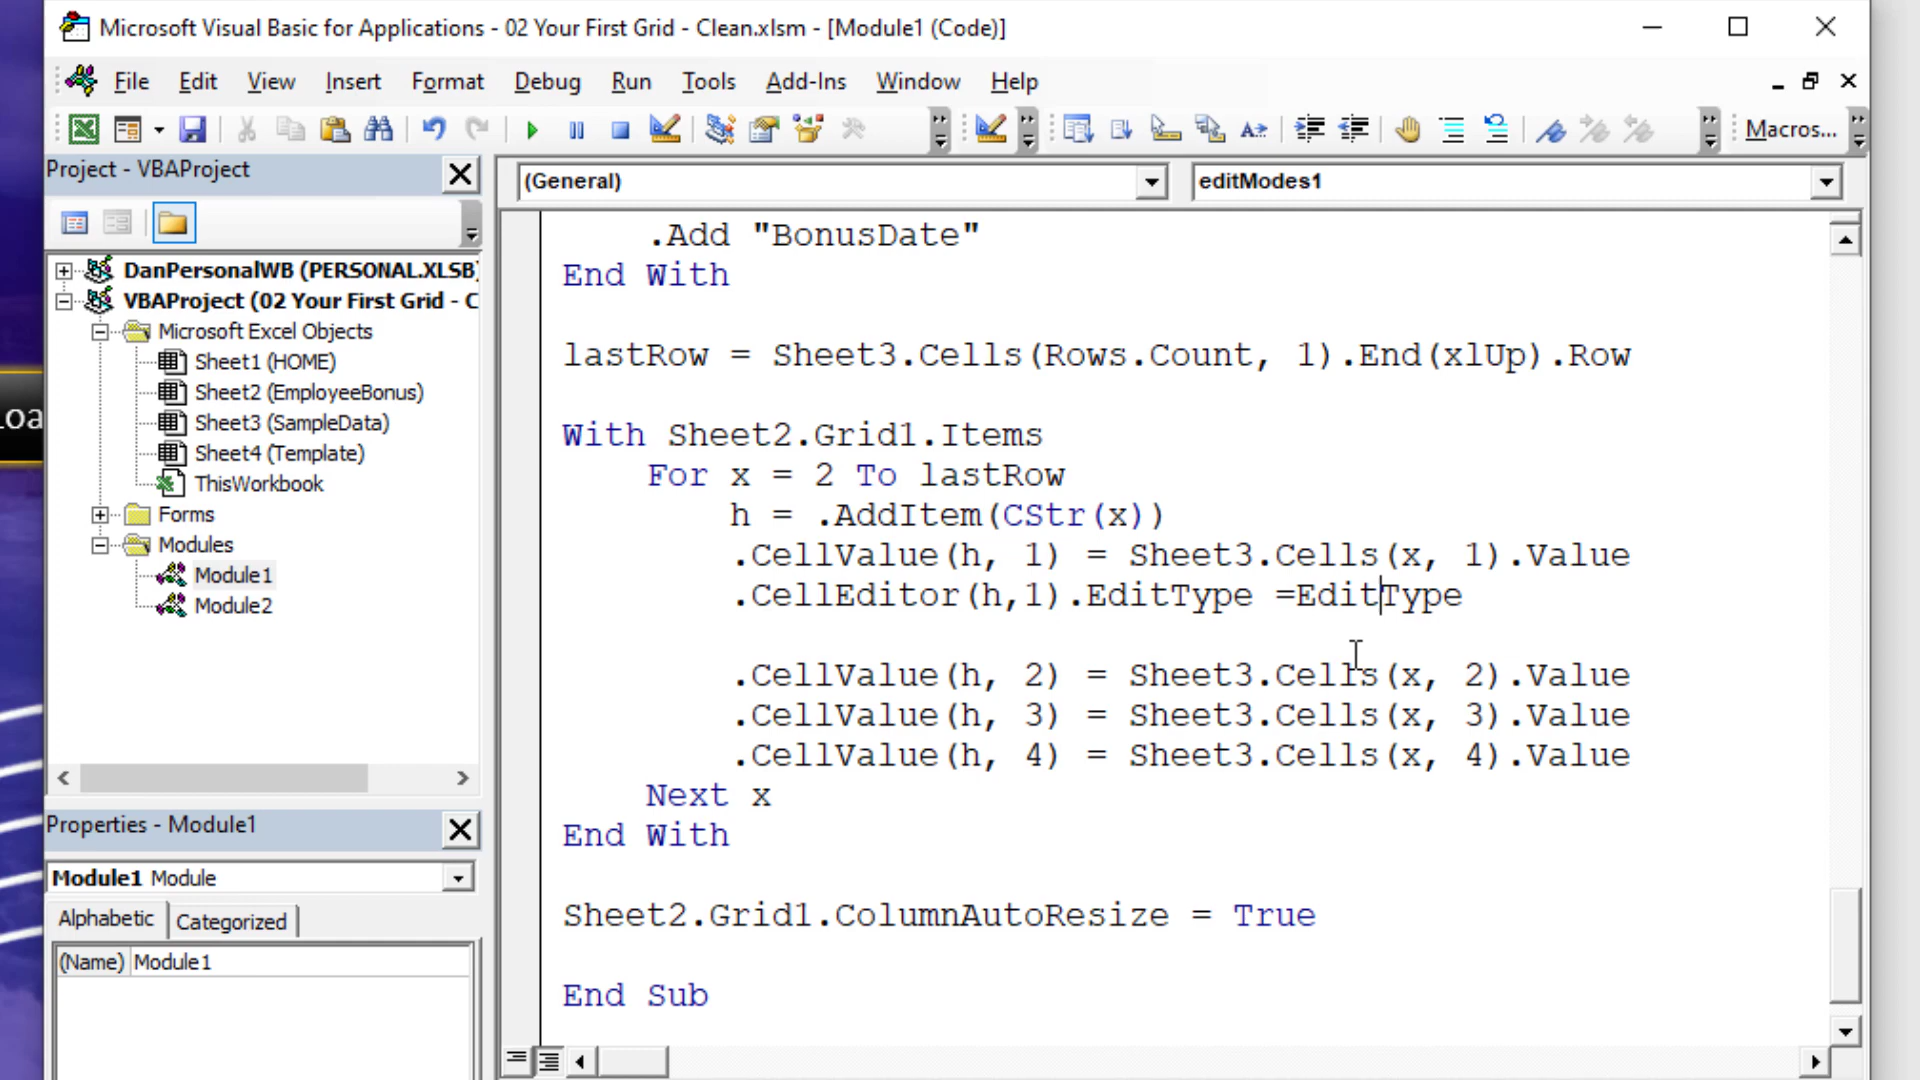 Microsoft Visual Basic for Applications - 02 Your First Grid - Clean.xlsm - [Module1 (Code)]
File Edit View Insert Format Debug Run Tools Add-Ins Window Help
Macros...
Project - VBAProject
(General)
editModes1
DanPersonalWB (PERSONAL.XLSB)
VBAProject (02 Your First Grid - C
Microsoft Excel Objects
Sheet1 (HOME)
Sheet2 (EmployeeBonus)
Sheet3 (SampleData)
Sheet4 (Template)
ThisWorkbook
Forms
Modules
Module1
Module2
Properties - Module1
Module1 Module
Alphabetic Categorized
(Name) Module1
.Add "BonusDate"
End With
lastRow = Sheet3.Cells(Rows.Count, 1).End(xlUp).Row
With Sheet2.Grid1.Items
For x = 2 To lastRow
h = .AddItem(CStr(x))
.CellValue(h, 1) = Sheet3.Cells(x, 1).Value
.CellEditor(h,1).EditType =EditType
.CellValue(h, 2) = Sheet3.Cells(x, 2).Value
.CellValue(h, 3) = Sheet3.Cells(x, 3).Value
.CellValue(h, 4) = Sheet3.Cells(x, 4).Value
Next x
End With
Sheet2.Grid1.ColumnAutoResize = True
End Sub